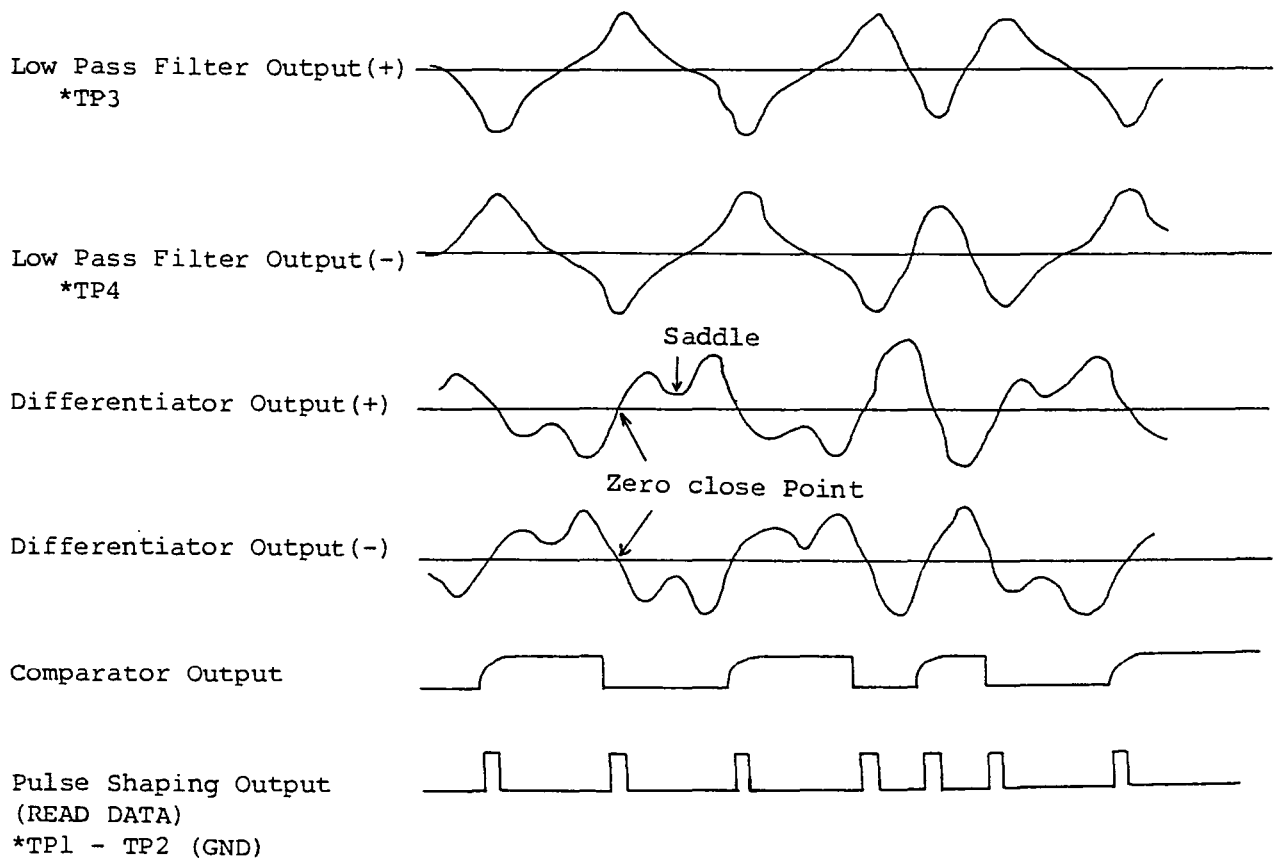 Low Pass Filter Output(+)
*TP3
Low Pass Filter Output(-)
*TP4
Saddle
Differentiator Output(+)
Zero close Point
Differentiator Output(-)
Comparator Output
Pulse Shaping Output
(READ DATA)
*TP1 - TP2 (GND)